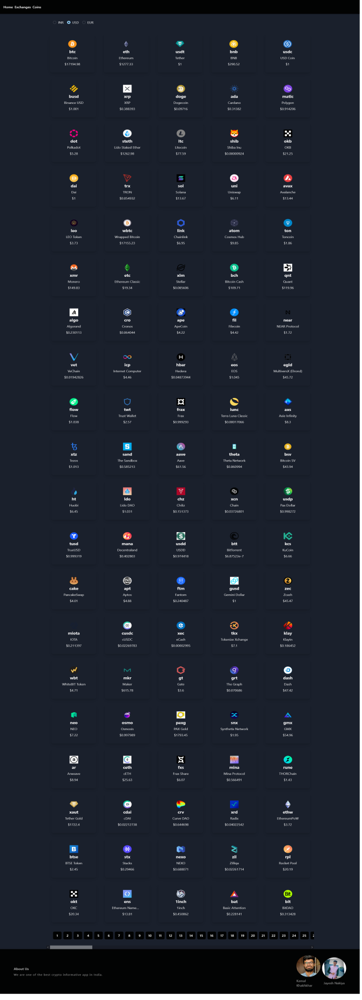 Home Exchanges Coins
INR USD EUR
btc eth usdt bnb usdc
Bitcoin Ethereum Tether BNB USD Coin
$17194.98 $1277.33 $1 $290.52 $1
busd xrp doge ada matic
Binance USD XRP Dogecoin Cardano Polygon
$1.001 $0.388393 $0.09716 $0.31382 $0.914206
dot steth ltc shib okb
Polkadot Lido Staked Ether Litecoin Shiba Inu OKB
$5.28 $1262.98 $77.59 $0.00000924 $21.25
dai trx sol uni avax
Dai TRON Solana Uniswap Avalanche
$1 $0.054932 $13.67 $6.11 $13.44
leo wbtc link atom ton
LEO Token Wrapped Bitcoin Chainlink Cosmos Hub Toncoin
$3.73 $17155.23 $6.95 $9.85 $1.86
xmr etc xlm bch qnt
Monero Ethereum Classic Stellar Bitcoin Cash Quant
$149.83 $19.34 $0.085606 $109.71 $119.96
algo cro ape fil near
Algorand Cronos ApeCoin Filecoin NEAR Protocol
$0.230113 $0.064044 $4.22 $4.42 $1.72
vet icp hbar eos egld
VeChain Internet Computer Hedera EOS MultiversX (Elrond)
$0.01942826 $4.46 $0.04873944 $1.045 $45.72
flow twt frax lunc axs
Flow Trust Wallet Frax Terra Luna Classic Axie Infinity
$1.038 $2.57 $0.999293 $0.00017066 $8.3
xtz sand aave theta bsv
Tezos The Sandbox Aave Theta Network Bitcoin SV
$1.013 $0.585213 $61.56 $0.860994 $43.94
ht ldo chz xcn usdp
Huobi Lido DAO Chiliz Chain Pax Dollar
$6.45 $1.031 $0.151373 $0.03726801 $0.998272
tusd mana usdd btt kcs
TrueUSD Decentraland USDD BitTorrent KuCoin
$0.999319 $0.402803 $0.974418 $6.87523e-7 $6.66
cake apt ftm gusd zec
PancakeSwap Aptos Fantom Gemini Dollar Zcash
$4.01 $4.88 $0.240487 $1 $45.47
miota cusdc xec tkx klay
IOTA cUSDC eCash Tokenize Xchange Klaytn
$0.211397 $0.02269783 $0.00002995 $7.1 $0.186452
wbt mkr gt grt dash
WhiteBIT Token Maker Gate The Graph Dash
$4.71 $615.78 $3.6 $0.070686 $47.42
neo osmo paxg snx gmx
NEO Osmosis PAX Gold Synthetix Network GMX
$7.22 $0.997989 $1793.45 $1.95 $54.96
ar ceth fxs mina rune
Arweave cETH Frax Share Mina Protocol THORChain
$8.94 $25.63 $6.07 $0.566491 $1.43
xaut cdai crv xrd ethw
Tether Gold cDAI Curve DAO Radix EthereumPoW
$1722.4 $0.02212738 $0.644698 $0.04022542 $3.72
btse stx nexo zil rpl
BTSE Token Stacks NEXO Zilliqa Rocket Pool
$2.45 $0.29466 $0.688071 $0.02261714 $20.19
okt ens 1inch bat bit
OKC Ethereum Name... 1inch Basic Attention BitDAO
$20.34 $13.81 $0.450862 $0.228141 $0.313428
1 2 3 4 5 6 7 8 9 10 11 12 13 14 15 16 17 18 19 20 21 22 23 24 25
About Us
We are one of the best crypto informative app in India.
Kamal
Khakhkhar
Jayesh Nakiya